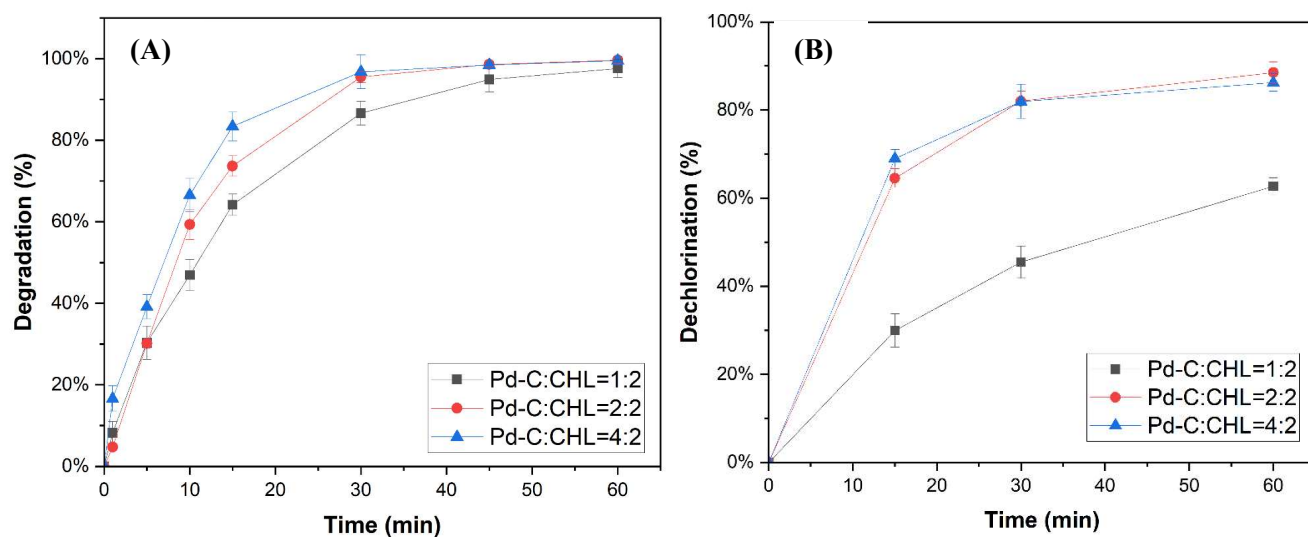 (A)
Degradation (%)
100%
80%
60%
40%
20%
0%
0 10 20 30 40 50 60
Time (min)
Pd-C:CHL=1:2
Pd-C:CHL=2:2
Pd-C:CHL=4:2
(B)
Dechlorination (%)
100%
80%
60%
40%
20%
0%
0 10 20 30 40 50 60
Time (min)
Pd-C:CHL=1:2
Pd-C:CHL=2:2
Pd-C:CHL=4:2